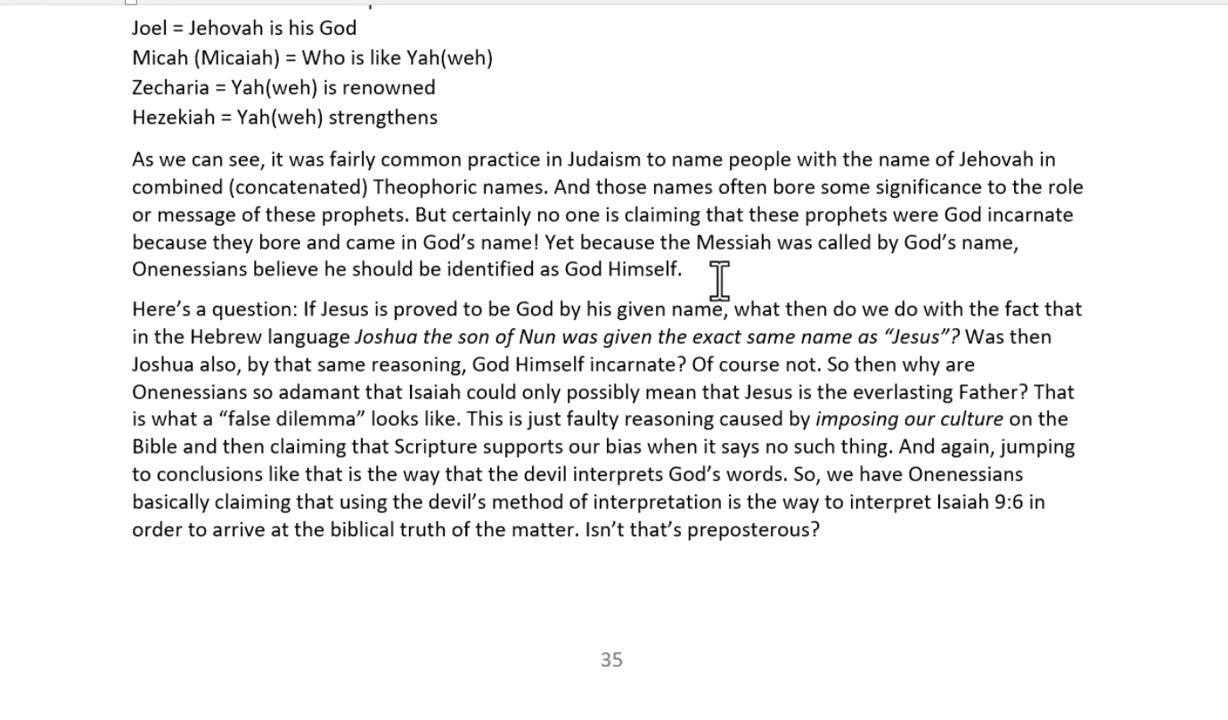 Joel = Jehovah is his God
Micah (Micaiah) = Who is like Yah(weh)
Zecharia = Yah(weh) is renowned
Hezekiah = Yah(weh) strengthens
As we can see, it was fairly common practice in Judaism to name people with the name of Jehovah in
combined (concatenated) Theophoric names. And those names often bore some significance to the role
or message of these prophets. But certainly no one is claiming that these prophets were God incarnate
because they bore and came in God’s name! Yet because the Messiah was called by God’s name,
Onenessians believe he should be identified as God Himself.
Here’s a question: If Jesus is proved to be God by his given name, what then do we do with the fact that
in the Hebrew language Joshua the son of Nun was given the exact same name as “Jesus”? Was then
Joshua also, by that same reasoning, God Himself incarnate? Of course not. So then why are
Onenessians so adamant that Isaiah could only possibly mean that Jesus is the everlasting Father? That
is what a “false dilemma” looks like. This is just faulty reasoning caused by imposing our culture on the
Bible and then claiming that Scripture supports our bias when it says no such thing. And again, jumping
to conclusions like that is the way that the devil interprets God’s words. So, we have Onenessians
basically claiming that using the devil’s method of interpretation is the way to interpret Isaiah 9:6 in
order to arrive at the biblical truth of the matter. Isn’t that’s preposterous?
35